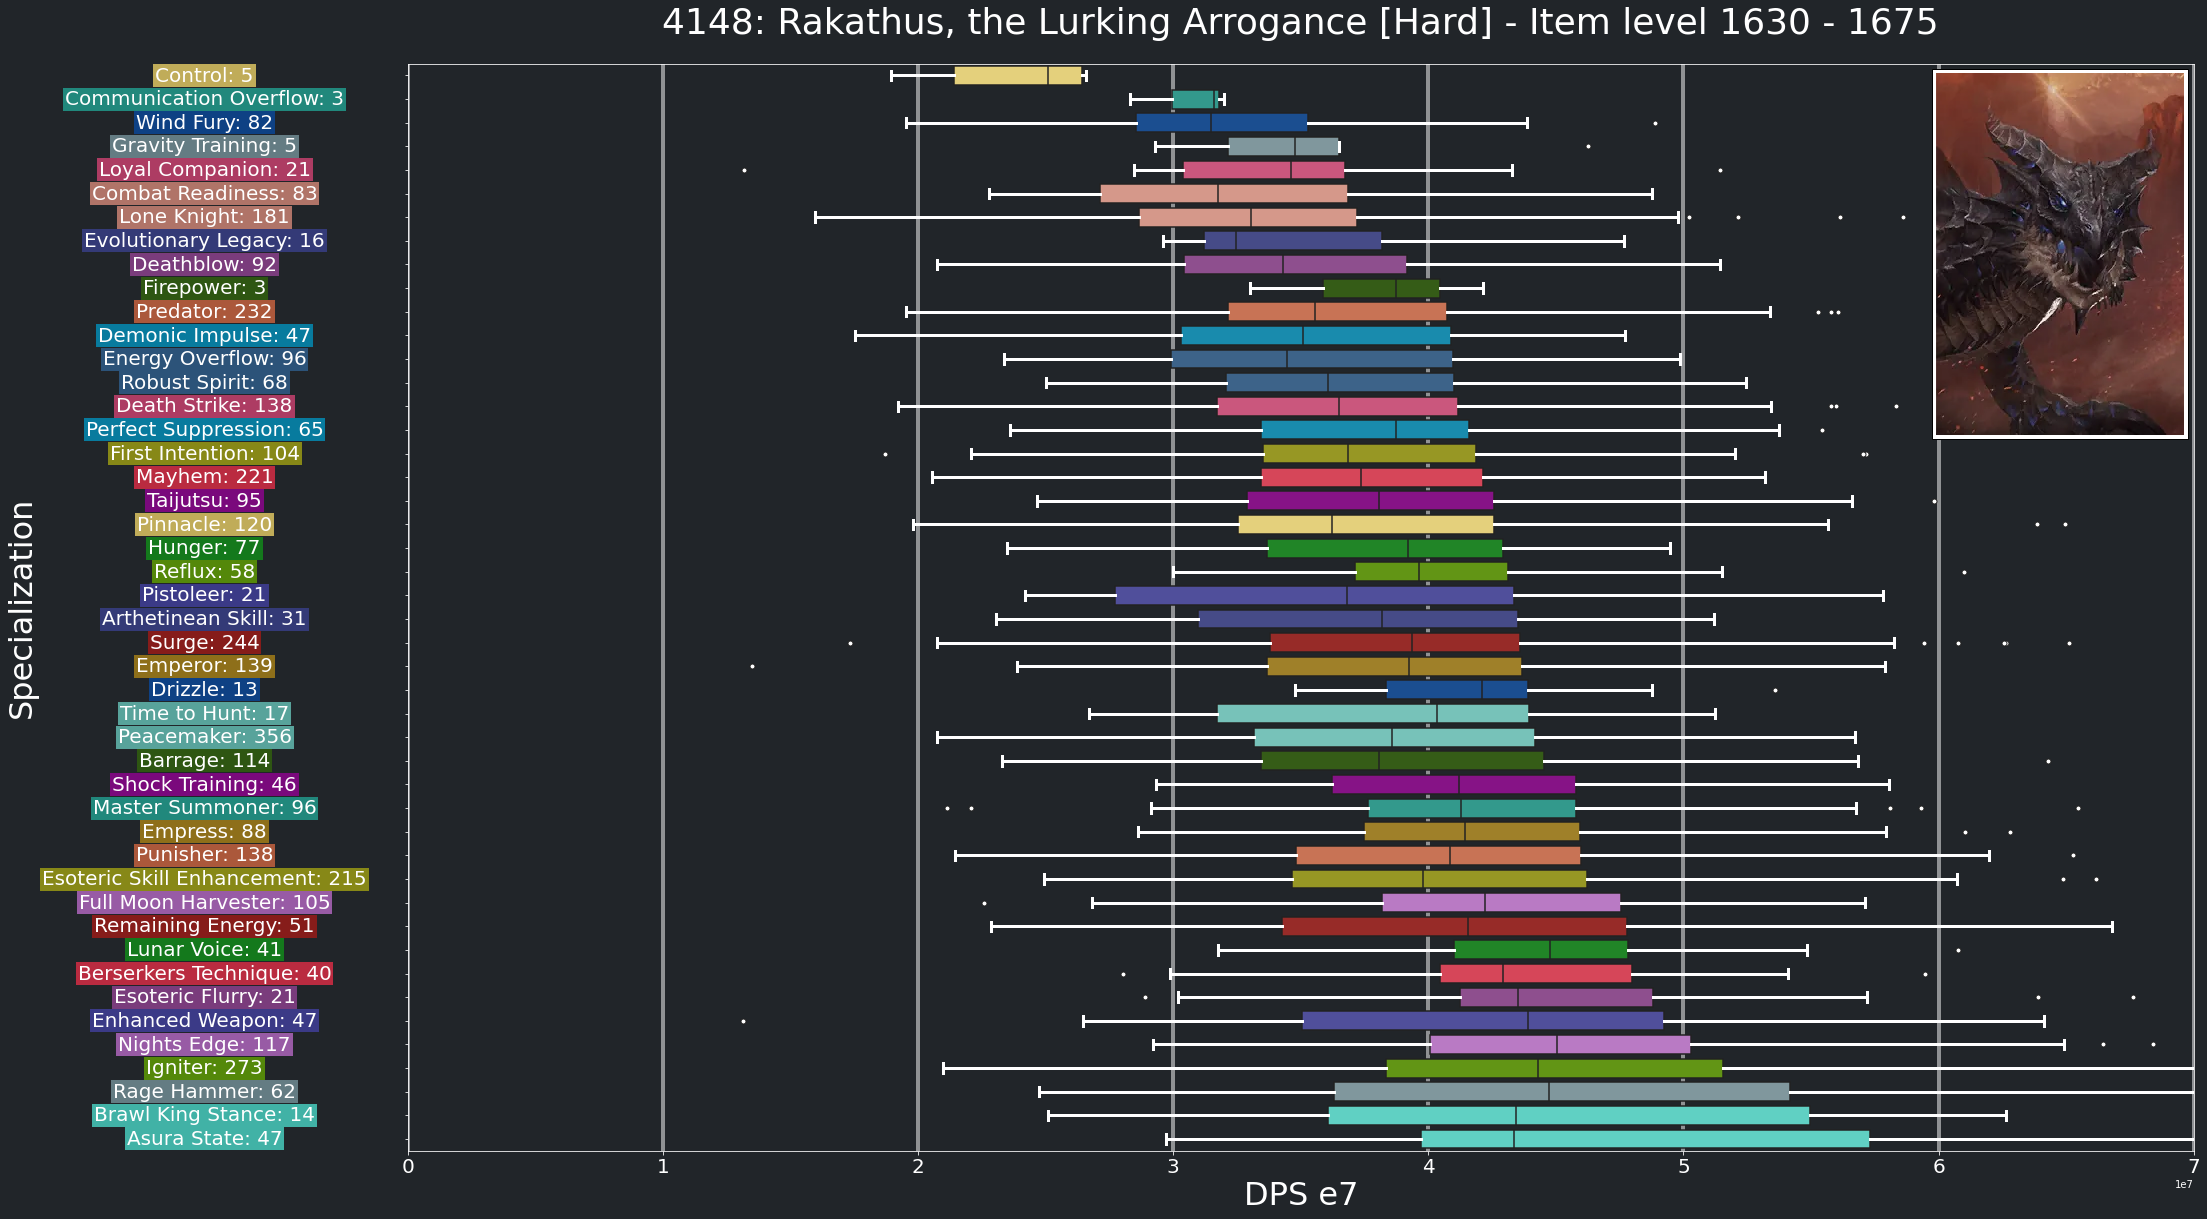 4148: Rakathus, the Lurking Arrogance [Hard] - Item level 1630 - 1675
Specialization
Control: 5
Communication Overflow: 3
Wind Fury: 82
Gravity Training: 5
Loyal Companion: 21
Combat Readiness: 83
Lone Knight: 181
Evolutionary Legacy: 16
Deathblow: 92
Firepower: 3
Predator: 232
Demonic Impulse: 47
Energy Overflow: 96
Robust Spirit: 68
Death Strike: 138
Perfect Suppression: 65
First Intention: 104
Mayhem: 221
Taijutsu: 95
Pinnacle: 120
Hunger: 77
Reflux: 58
Pistoleer: 21
Arthetinean Skill: 31
Surge: 244
Emperor: 139
Drizzle: 13
Time to Hunt: 17
Peacemaker: 356
Barrage: 114
Shock Training: 46
Master Summoner: 96
Empress: 88
Punisher: 138
Esoteric Skill Enhancement: 215
Full Moon Harvester: 105
Remaining Energy: 51
Lunar Voice: 41
Berserkers Technique: 40
Esoteric Flurry: 21
Enhanced Weapon: 47
Nights Edge: 117
Igniter: 273
Rage Hammer: 62
Brawl King Stance: 14
Asura State: 47
0 1 2 3 4 5 6 7
1e7
DPS e7